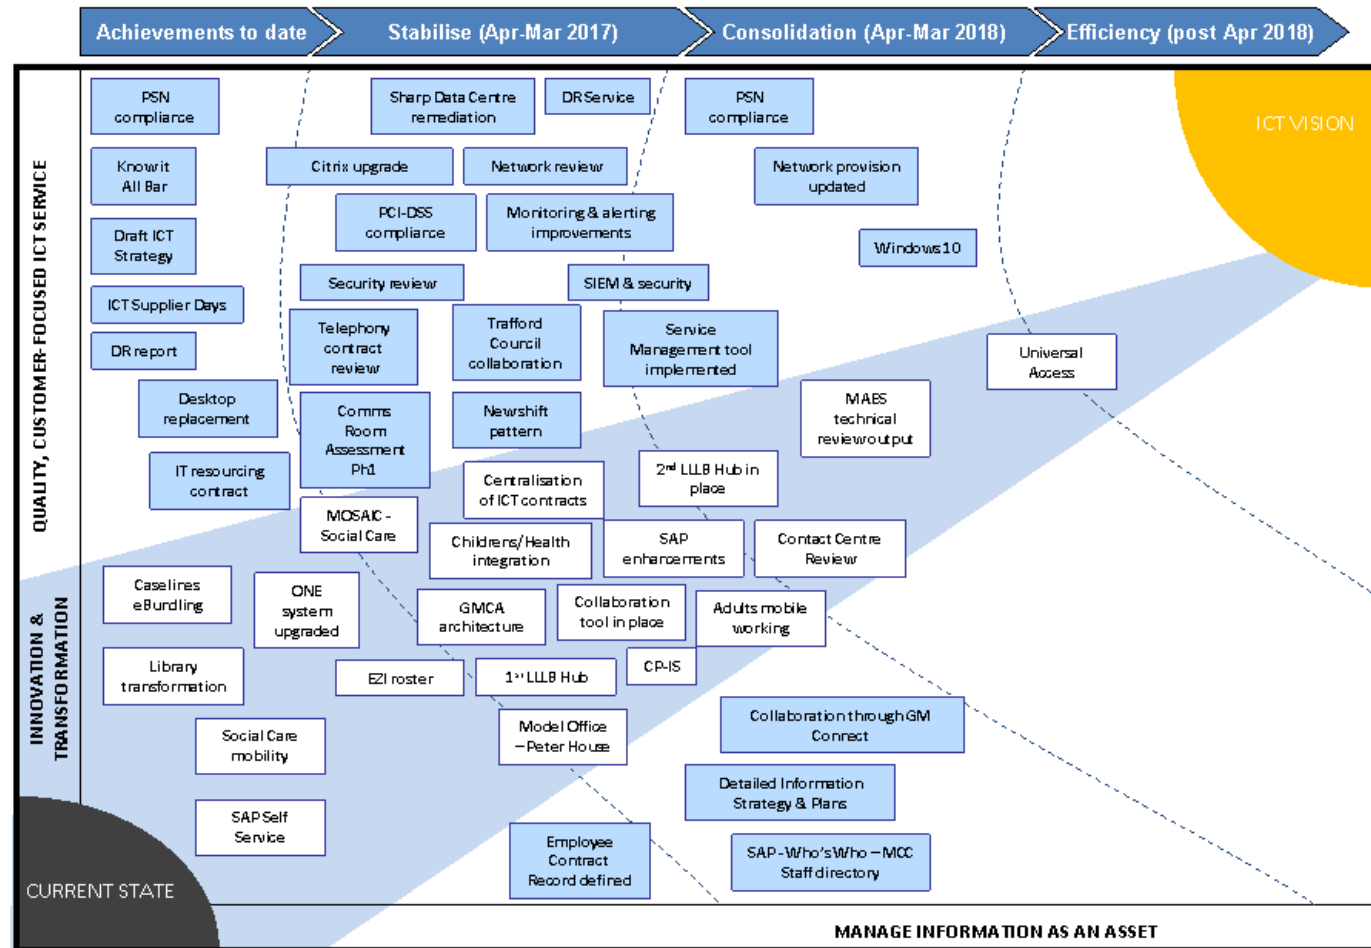 Achievements to date
Stabilise (Apr-Mar 2017)
Consolidation (Apr-Mar 2018)
Efficiency (post Apr 2018)
QUALITY, CUSTOMER-FOCUSED ICT SERVICE
INNOVATION &
TRANSFORMATION
PSN
compliance
Sharp Data Centre
remediation
DR Service
PSN
compliance
ICT VISION
Know it
All Bar
Citrix upgrade
Network review
Network provision
updated
PCI-DSS
compliance
Monitoring & alerting
improvements
Draft ICT
Strategy
Windows 10
Security review
SIEM & security
ICT Supplier Days
Telephony
contract
review
Trafford
Council
collaboration
Service
Management tool
implemented
DR report
Universal
Access
Desktop
replacement
Comms
Room
Assessment
Ph1
New shift
pattern
MAES
technical
review output
IT resourcing
contract
Centralisation
of ICT contracts
2nd LLLB Hub in
place
MOSAIC -
Social Care
Childrens/Health
integration
SAP
enhancements
Contact Centre
Review
Caselines
eBundling
ONE
system
upgraded
GMCA
architecture
Collaboration
tool in place
Adults mobile
working
Library
transformation
EZI roster
1st LLLB Hub
CP-IS
Social Care
mobility
Model Office
– Peter House
Collaboration through GM
Connect
Detailed Information
Strategy & Plans
SAP Self
Service
Employee
Contract
Record defined
SAP - Who's Who – MCC
Staff directory
CURRENT STATE
MANAGE INFORMATION AS AN ASSET